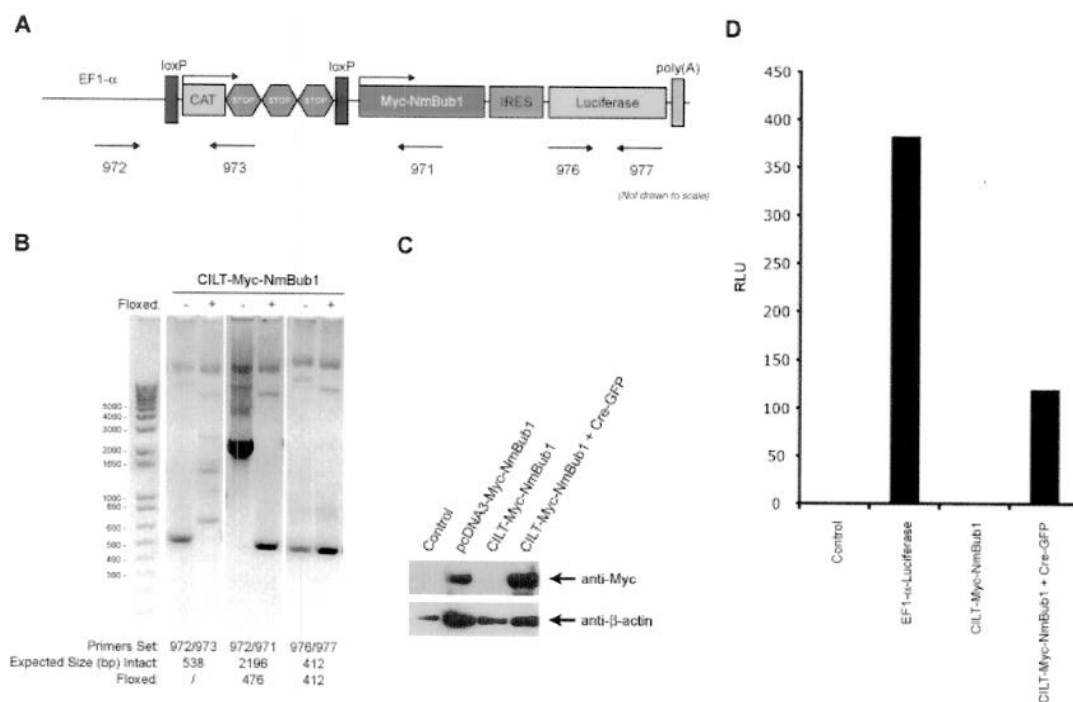 A
EF1-α
loxP
loxP
poly(A)
CAT
STOP
STOP
STOP
Myc-NmBub1
IRES
Luciferase
972
973
971
976
977
(Not drawn to scale)
B
CILT-Myc-NmBub1
Floxed: - + - + - +
5000 -
4000 -
3000 -
2000 -
1650 -
1000 -
850 -
600 -
500 -
400 -
300 -
Primers Set: 972/973 972/971 976/977
Expected Size (bp) Intact: 538 2196 412
Floxed: / 476 412
C
Control
pcDNA3-Myc-NmBub1
CILT-Myc-NmBub1
CILT-Myc-NmBub1 + Cre-GFP
anti-Myc
anti-β-actin
D
450
400
350
300
250
200
150
100
50
0
RLU
Control
EF1-α-Luciferase
CILT-Myc-NmBub1
CILT-Myc-NmBub1 + Cre-GFP